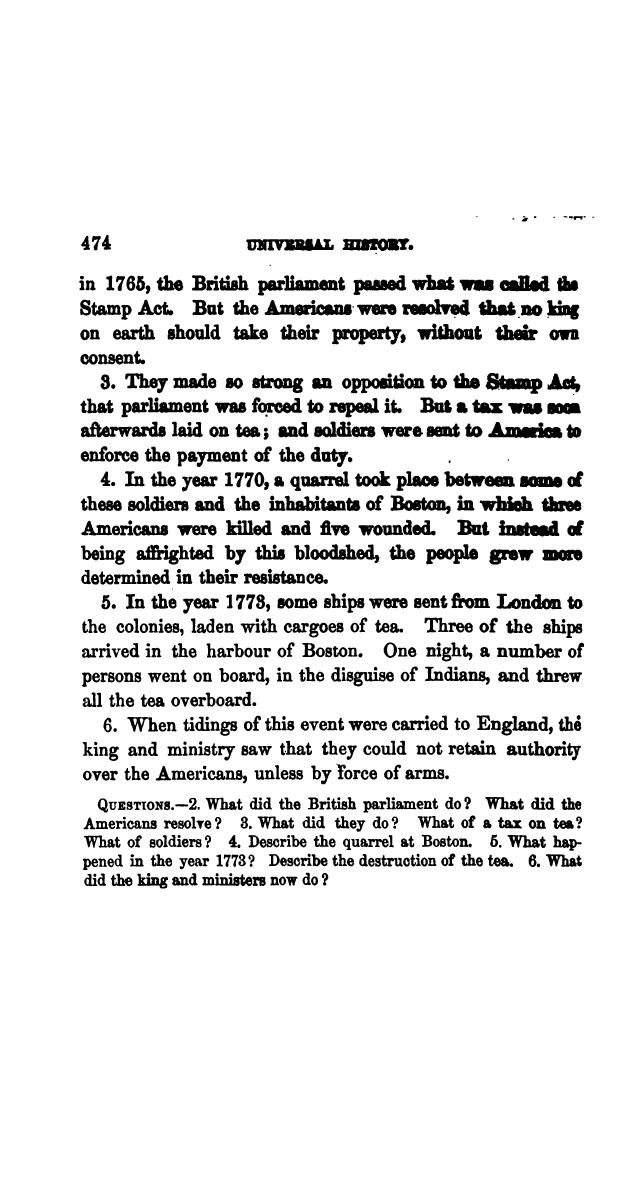 474 UNIVERSAL HISTORY.
in 1765, the British parliament passed what was called the
Stamp Act. But the Americans were resolved that no king
on earth should take their property, without their own
consent.
3. They made so strong an opposition to the Stamp Act,
that parliament was forced to repeal it. But a tax was soon
afterwards laid on tea; and soldiers were sent to America to
enforce the payment of the duty.
4. In the year 1770, a quarrel took place between some of
these soldiers and the inhabitants of Boston, in which three
Americans were killed and five wounded. But instead of
being affrighted by this bloodshed, the people grew more
determined in their resistance.
5. In the year 1773, some ships were sent from London to
the colonies, laden with cargoes of tea. Three of the ships
arrived in the harbour of Boston. One night, a number of
persons went on board, in the disguise of Indians, and threw
all the tea overboard.
6. When tidings of this event were carried to England, the
king and ministry saw that they could not retain authority
over the Americans, unless by force of arms.
QUESTIONS.—2. What did the British parliament do? What did the
Americans resolve? 3. What did they do? What of a tax on tea?
What of soldiers? 4. Describe the quarrel at Boston. 5. What hap-
pened in the year 1773? Describe the destruction of the tea. 6. What
did the king and ministers now do?